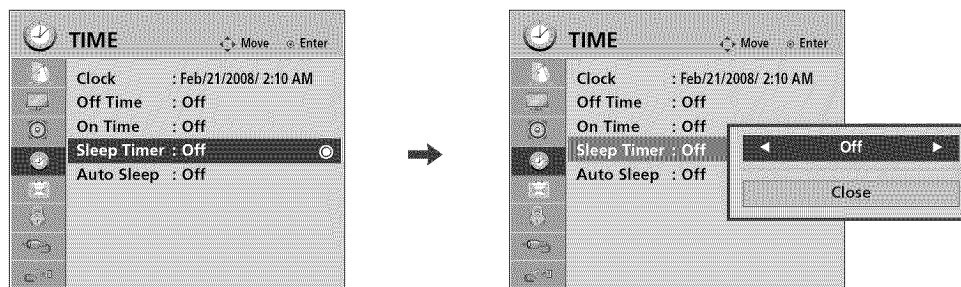 TIME
Move Enter
Clock : Feb/21/2008/ 2:10 AM
Off Time : Off
On Time : Off
Sleep Timer : Off
Auto Sleep : Off
TIME
Move Enter
Clock : Feb/21/2008/ 2:10 AM
Off Time : Off
On Time : Off
Sleep Timer : Off
Auto Sleep : Off
Off
Close